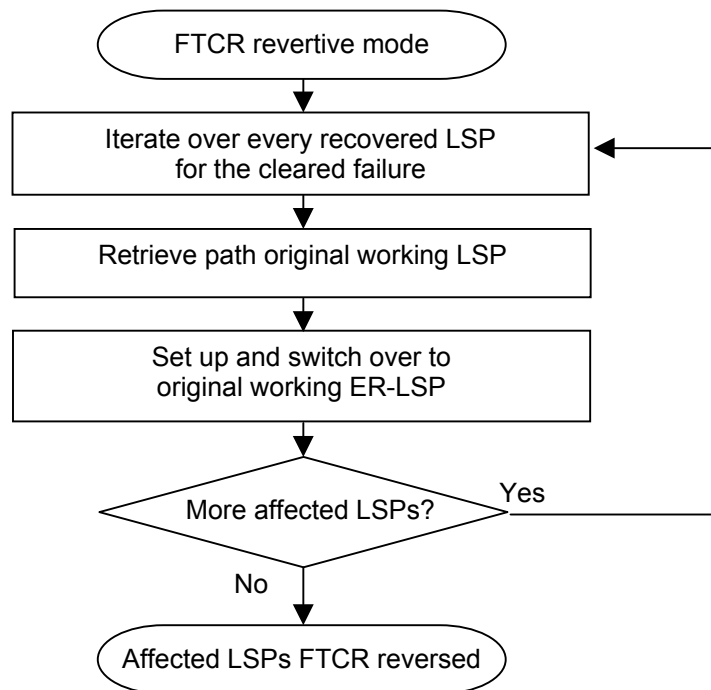 FTCR revertive mode
Iterate over every recovered LSP
for the cleared failure
Retrieve path original working LSP
Set up and switch over to
original working ER-LSP
More affected LSPs?
Yes
No
Affected LSPs FTCR reversed